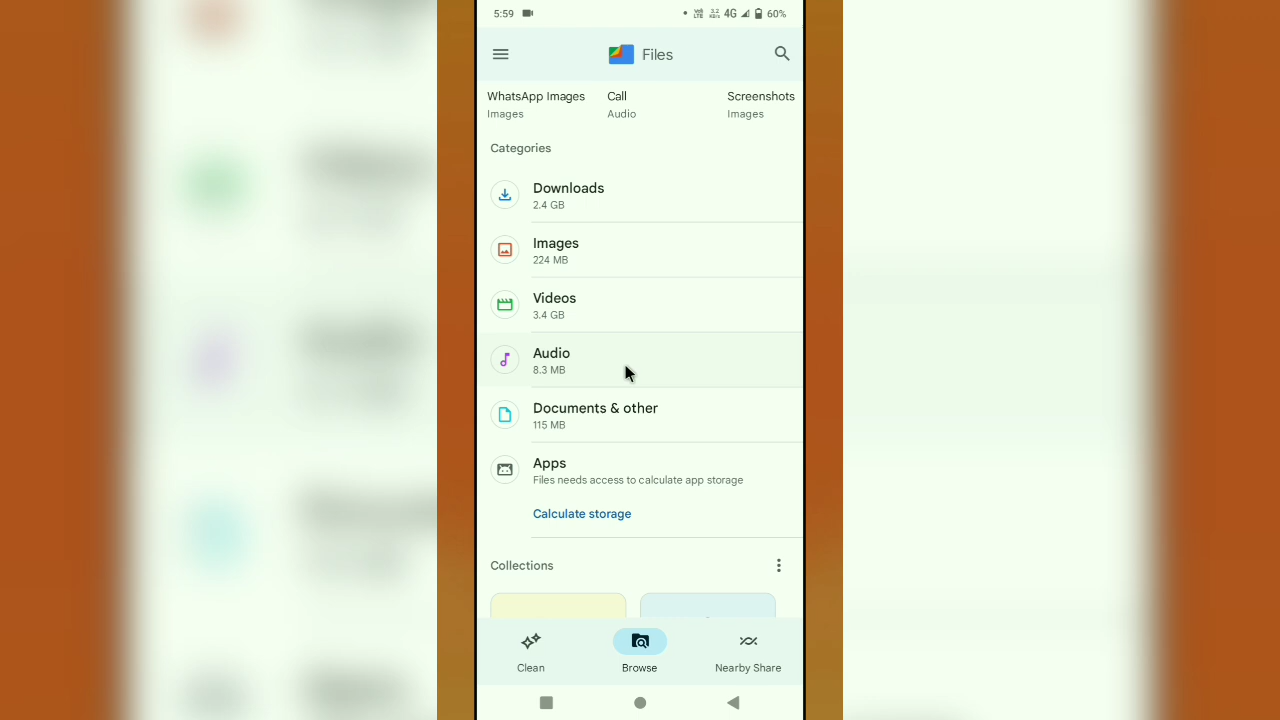 5:59 4G 60%
Files
WhatsApp Images Call Screenshots
Images Audio Images
Categories
Downloads
2.4 GB
Images
224 MB
Videos
3.4 GB
Audio
8.3 MB
Documents & other
115 MB
Apps
Files needs access to calculate app storage
Calculate storage
Collections
Clean Browse Nearby Share